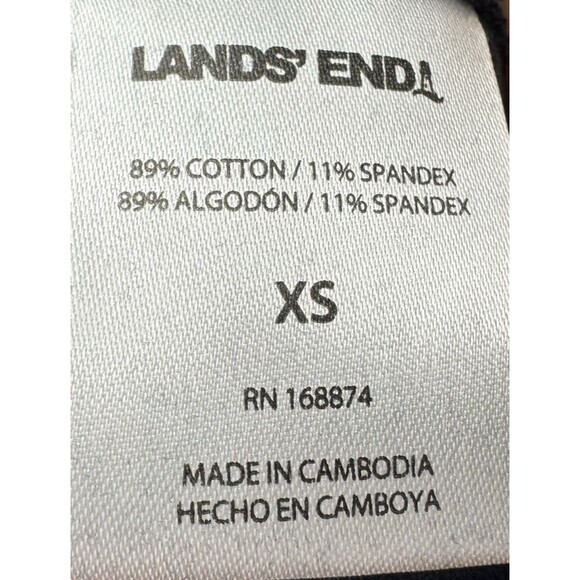 LANDS' END
89% COTTON / 11% SPANDEX
89% ALGODÓN / 11% SPANDEX
XS
RN 168874
MADE IN CAMBODIA
HECHO EN CAMBOYA